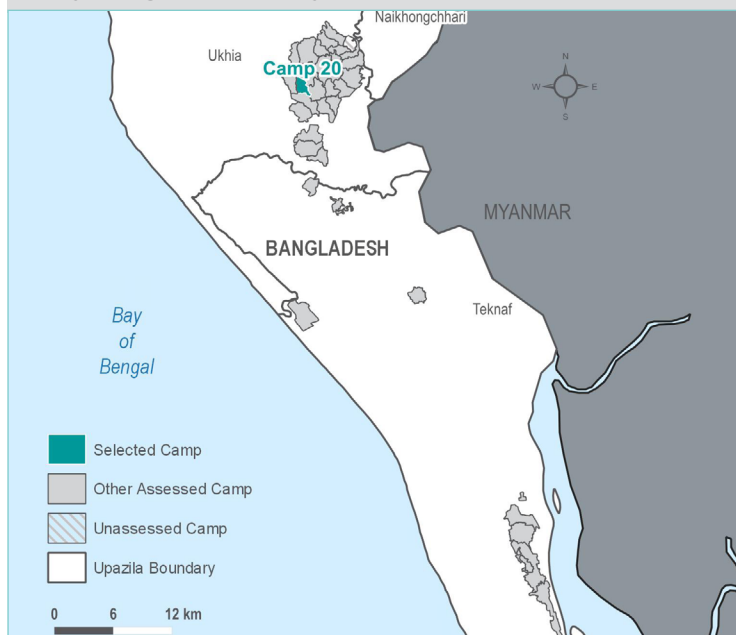 Naikhongchhari
Ukhia
Camp 20
N
W E
S
MYANMAR
BANGLADESH
Teknaf
Bay
of
Bengal
Selected Camp
Other Assessed Camp
Unassessed Camp
Upazila Boundary
0 6 12 km